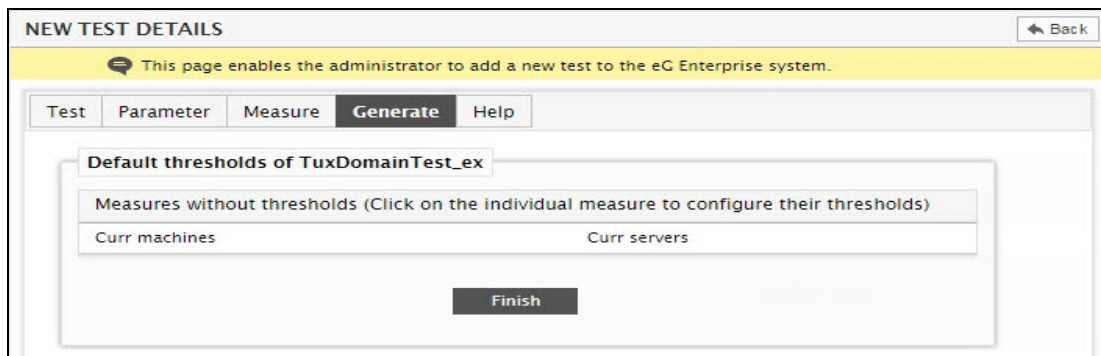 NEW TEST DETAILS Back
This page enables the administrator to add a new test to the eG Enterprise system.
Test Parameter Measure Generate Help
Default thresholds of TuxDomainTest_ex
Measures without thresholds (Click on the individual measure to configure their thresholds)
Curr machines Curr servers
Finish